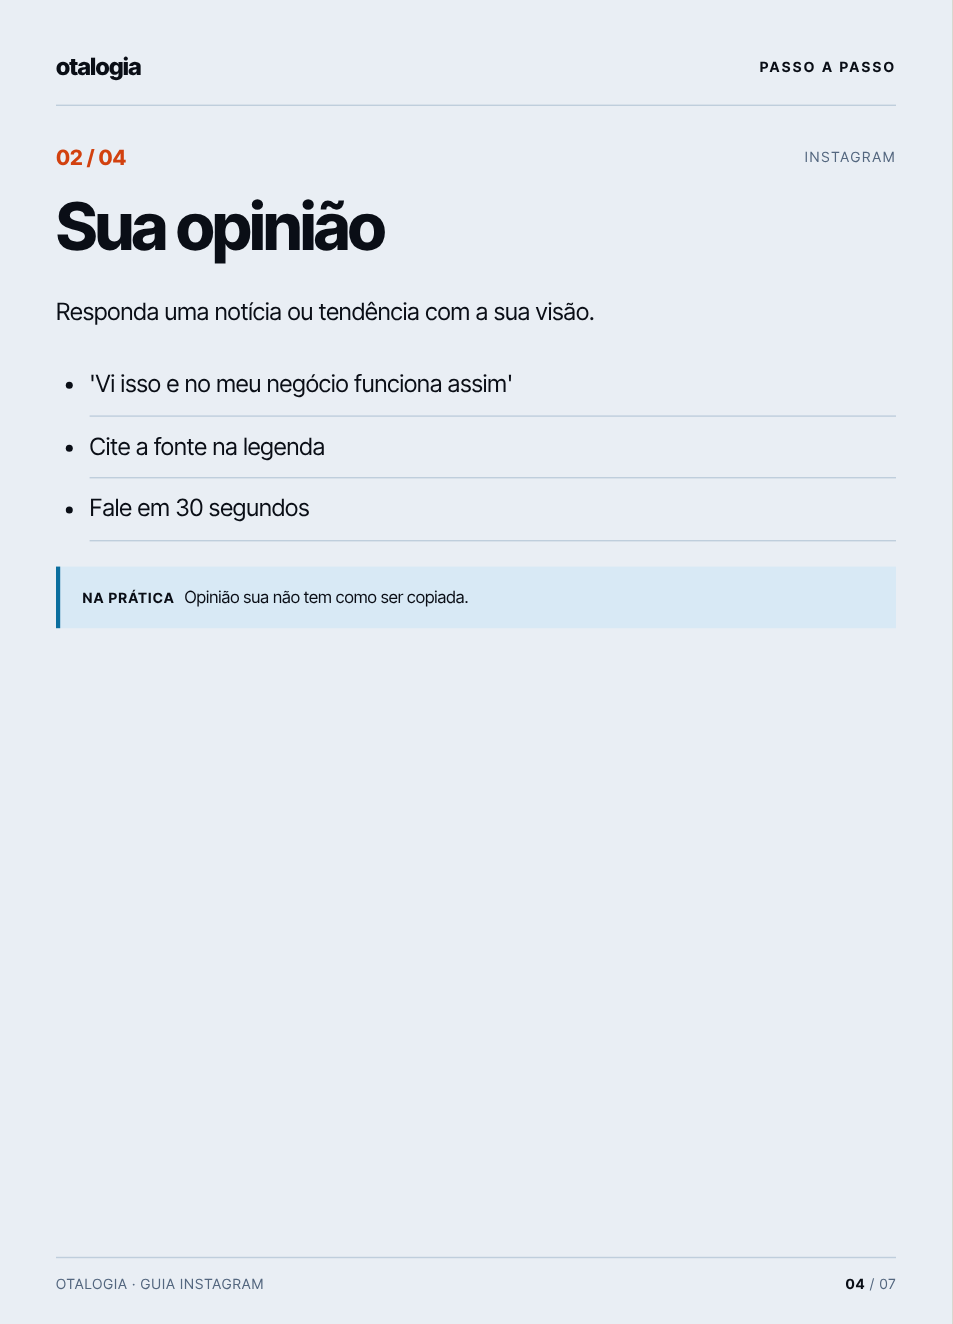 otalogia
PASSO A PASSO
02 / 04
INSTAGRAM
Sua opinião
Responda uma notícia ou tendência com a sua visão.
• 'Vi isso e no meu negócio funciona assim'
• Cite a fonte na legenda
• Fale em 30 segundos
NA PRÁTICA Opinião sua não tem como ser copiada.
OTALOGIA · GUIA INSTAGRAM
04 / 07